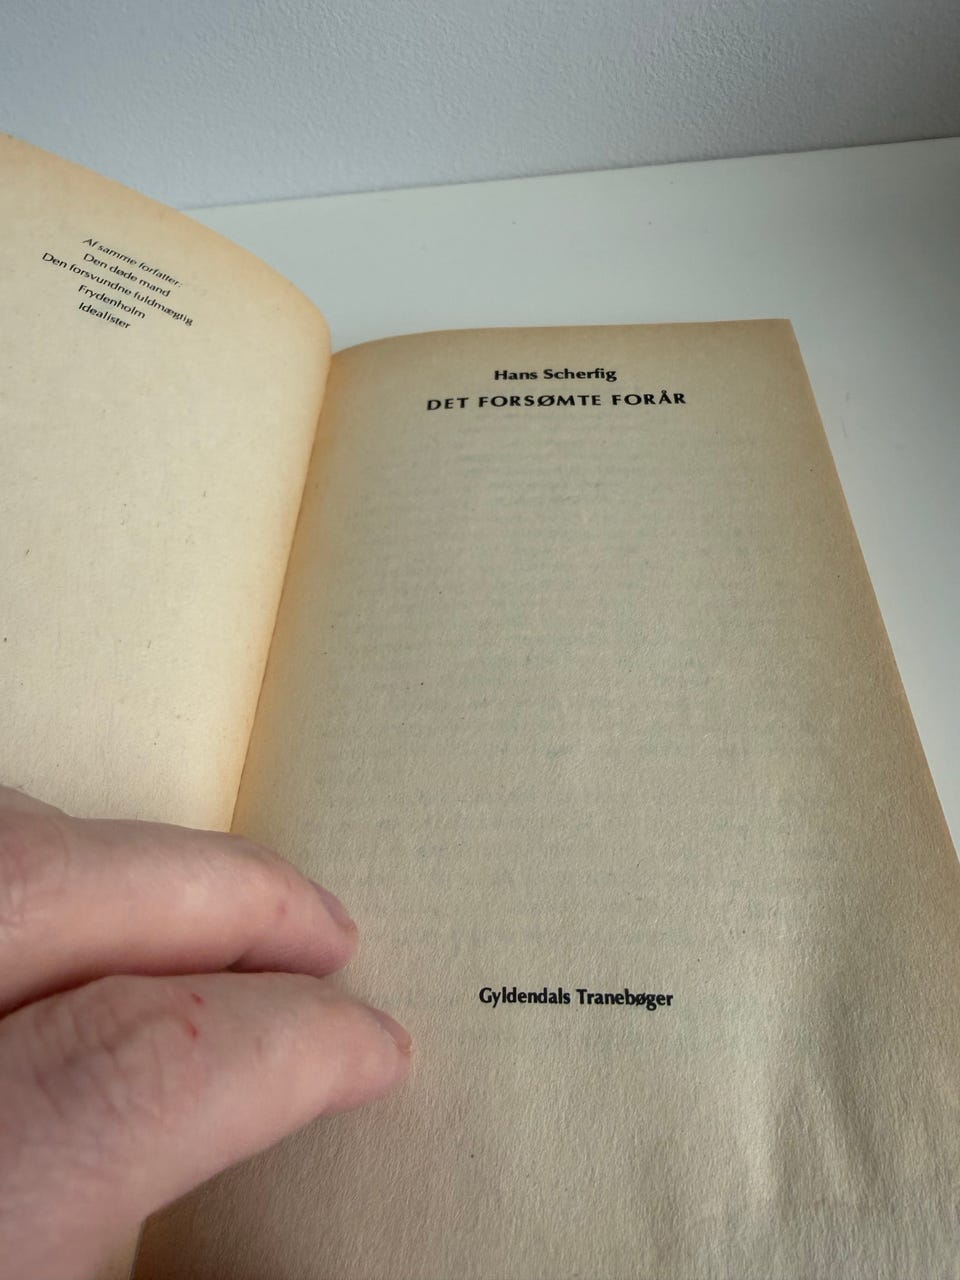 Af samme forfatter:
Den døde mand
Den forsvundne fuldmægtig
Frydenholm
Idealister
Hans Scherfig
DET FORSØMTE FORÅR
Gyldendals Tranebøger